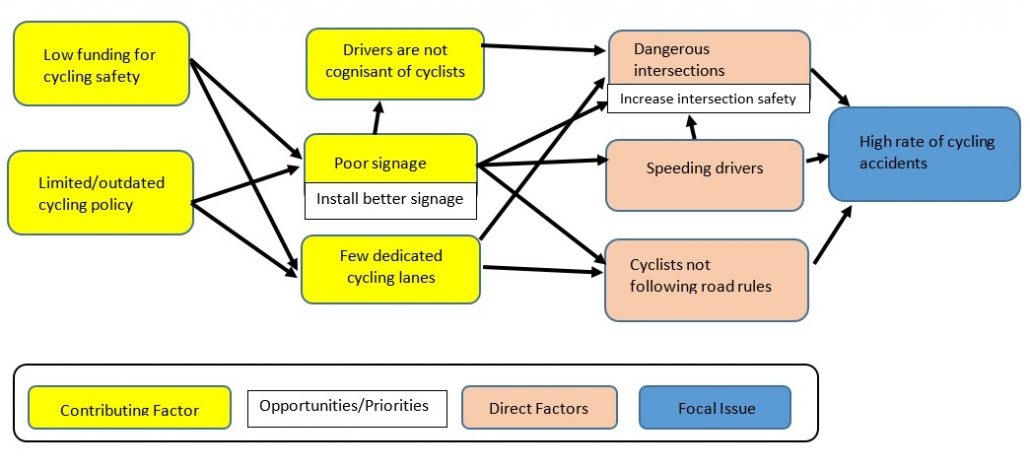 Low funding for
cycling safety
Limited/outdated
cycling policy
Drivers are not
cognisant of cyclists
Poor signage
Install better signage
Few dedicated
cycling lanes
Dangerous
intersections
Increase intersection safety
Speeding drivers
Cyclists not
following road rules
High rate of cycling
accidents
Contributing Factor
Opportunities/Priorities
Direct Factors
Focal Issue